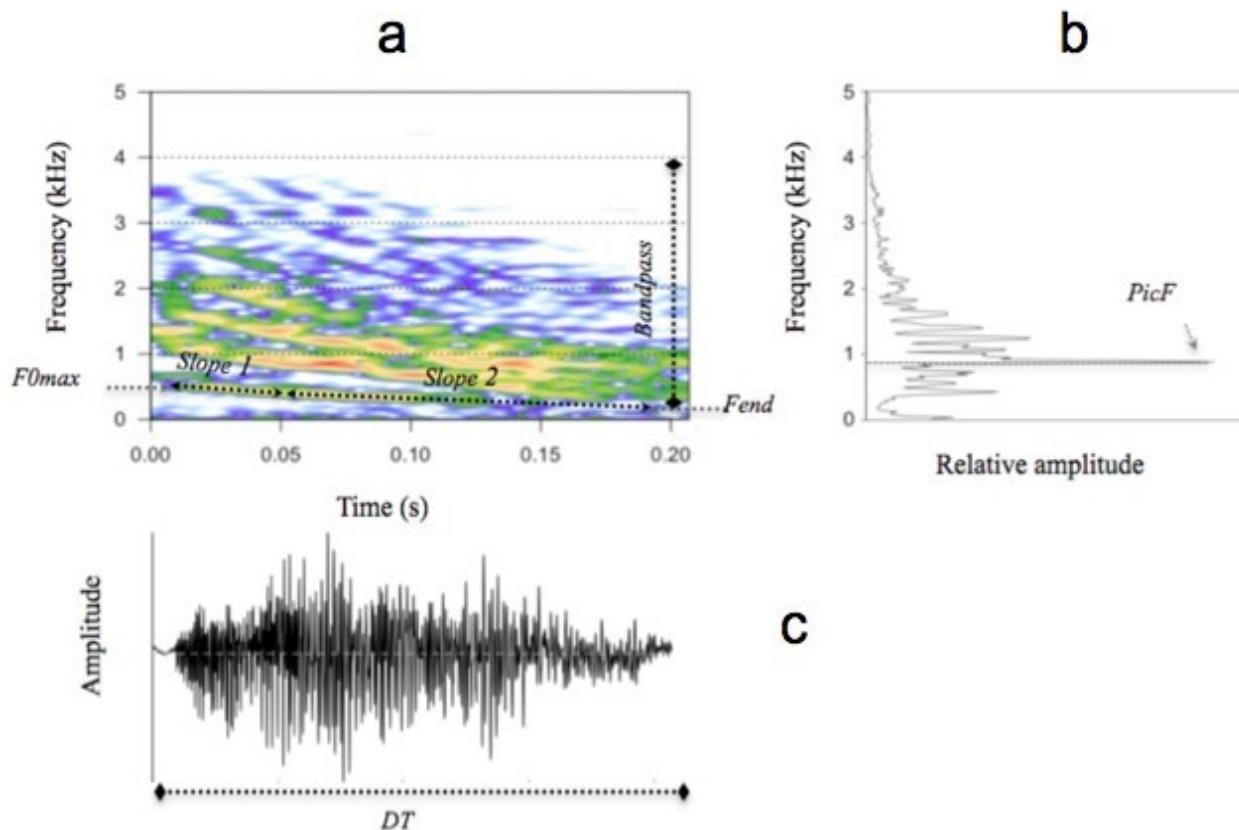 a
b
5
4
3
2
1
0
Frequency (kHz)
F0max
Slope 1
Slope 2
Bandpass
Fend
0.00 0.05 0.10 0.15 0.20
Time (s)
5
4
3
2
1
0
Frequency (kHz)
PicF
Relative amplitude
Amplitude
c
DT